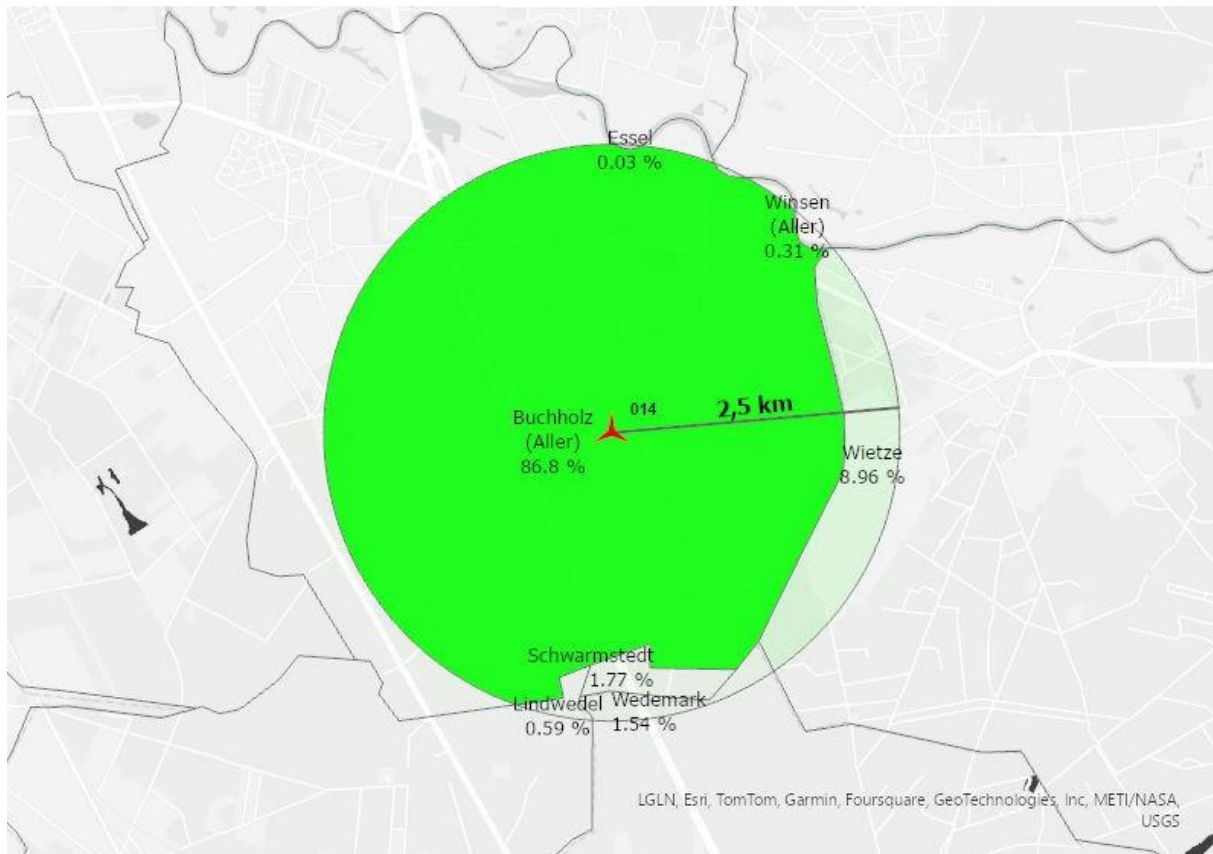 Essel
0.03 %
Winsen
(Aller)
0.31 %
014
2,5 km
Buchholz
(Aller)
86.8 %
Wietze
8.96 %
Schwarmstedt
1.77 %
Lindwedel
0.59 %
Wedemark
1.54 %
LGLN, Esri, TomTom, Garmin, Foursquare, GeoTechnologies, Inc, METI/NASA,
USGS